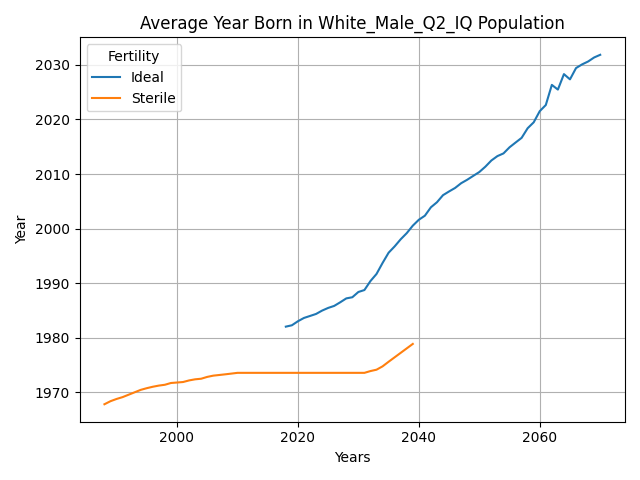 Average Year Born in White_Male_Q2_IQ Population
Fertility
Ideal
Sterile
Year
2030
2020
2010
2000
1990
1980
1970
2000
2020
2040
2060
Years